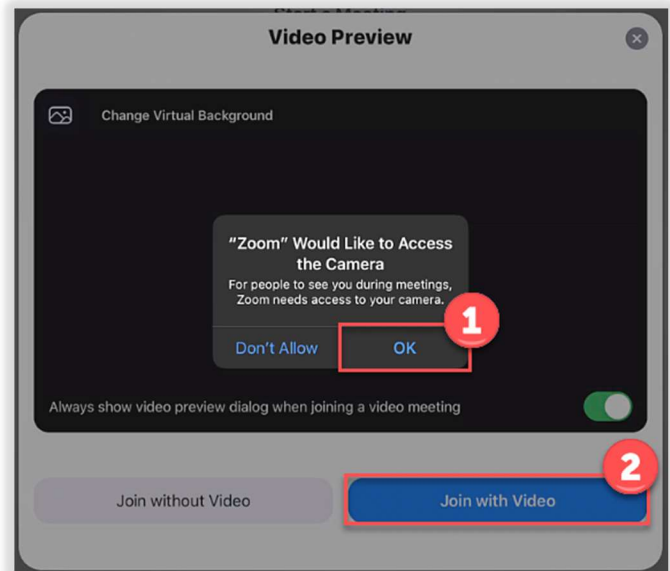 Start a Meeting
Video Preview
Change Virtual Background
"Zoom" Would Like to Access
the Camera
For people to see you during meetings,
Zoom needs access to your camera.
1
Don't Allow
OK
Always show video preview dialog when joining a video meeting
2
Join without Video
Join with Video